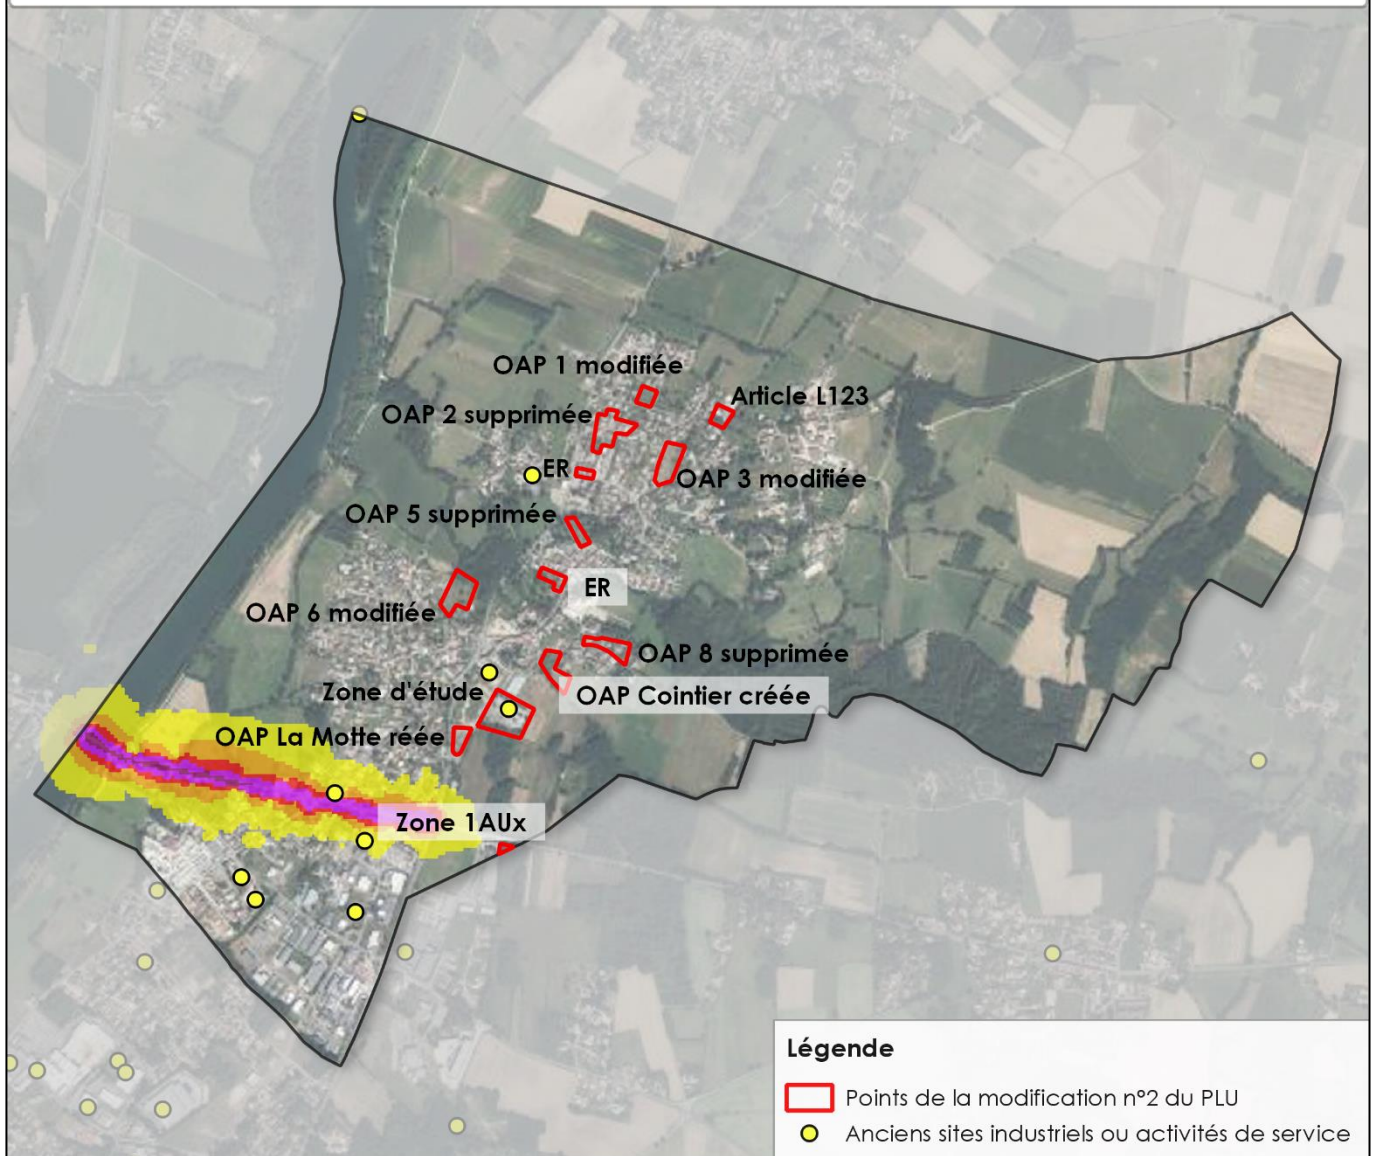 OAP 1 modifiée
Article L123
OAP 2 supprimée
ER
OAP 3 modifiée
OAP 5 supprimée
ER
OAP 6 modifiée
OAP 8 supprimée
Zone d'étude
OAP Cointier créée
OAP La Motte réée
Zone 1AUx
Légende
Points de la modification n°2 du PLU
Anciens sites industriels ou activités de service